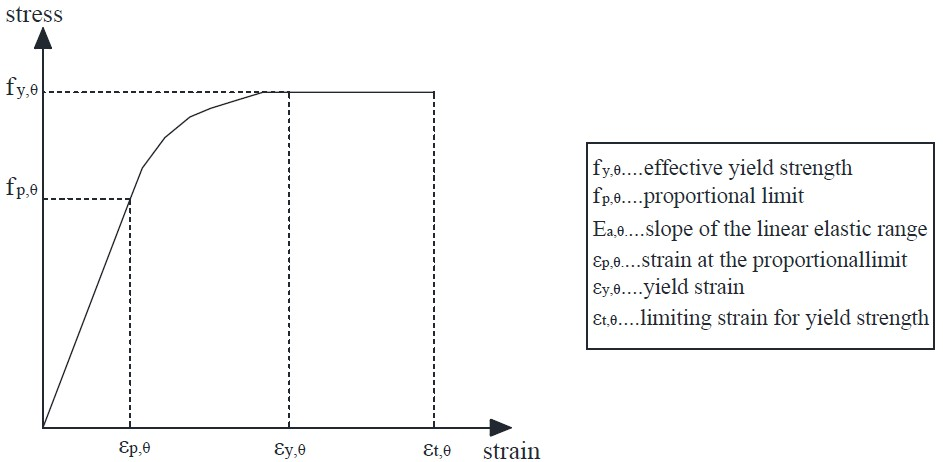 stress
fy,θ
fp,θ
εp,θ
εy,θ
εt,θ
strain
fy,θ....effective yield strength
fp,θ....proportional limit
Ea,θ....slope of the linear elastic range
εp,θ....strain at the proportionallimit
εy,θ....yield strain
εt,θ....limiting strain for yield strength